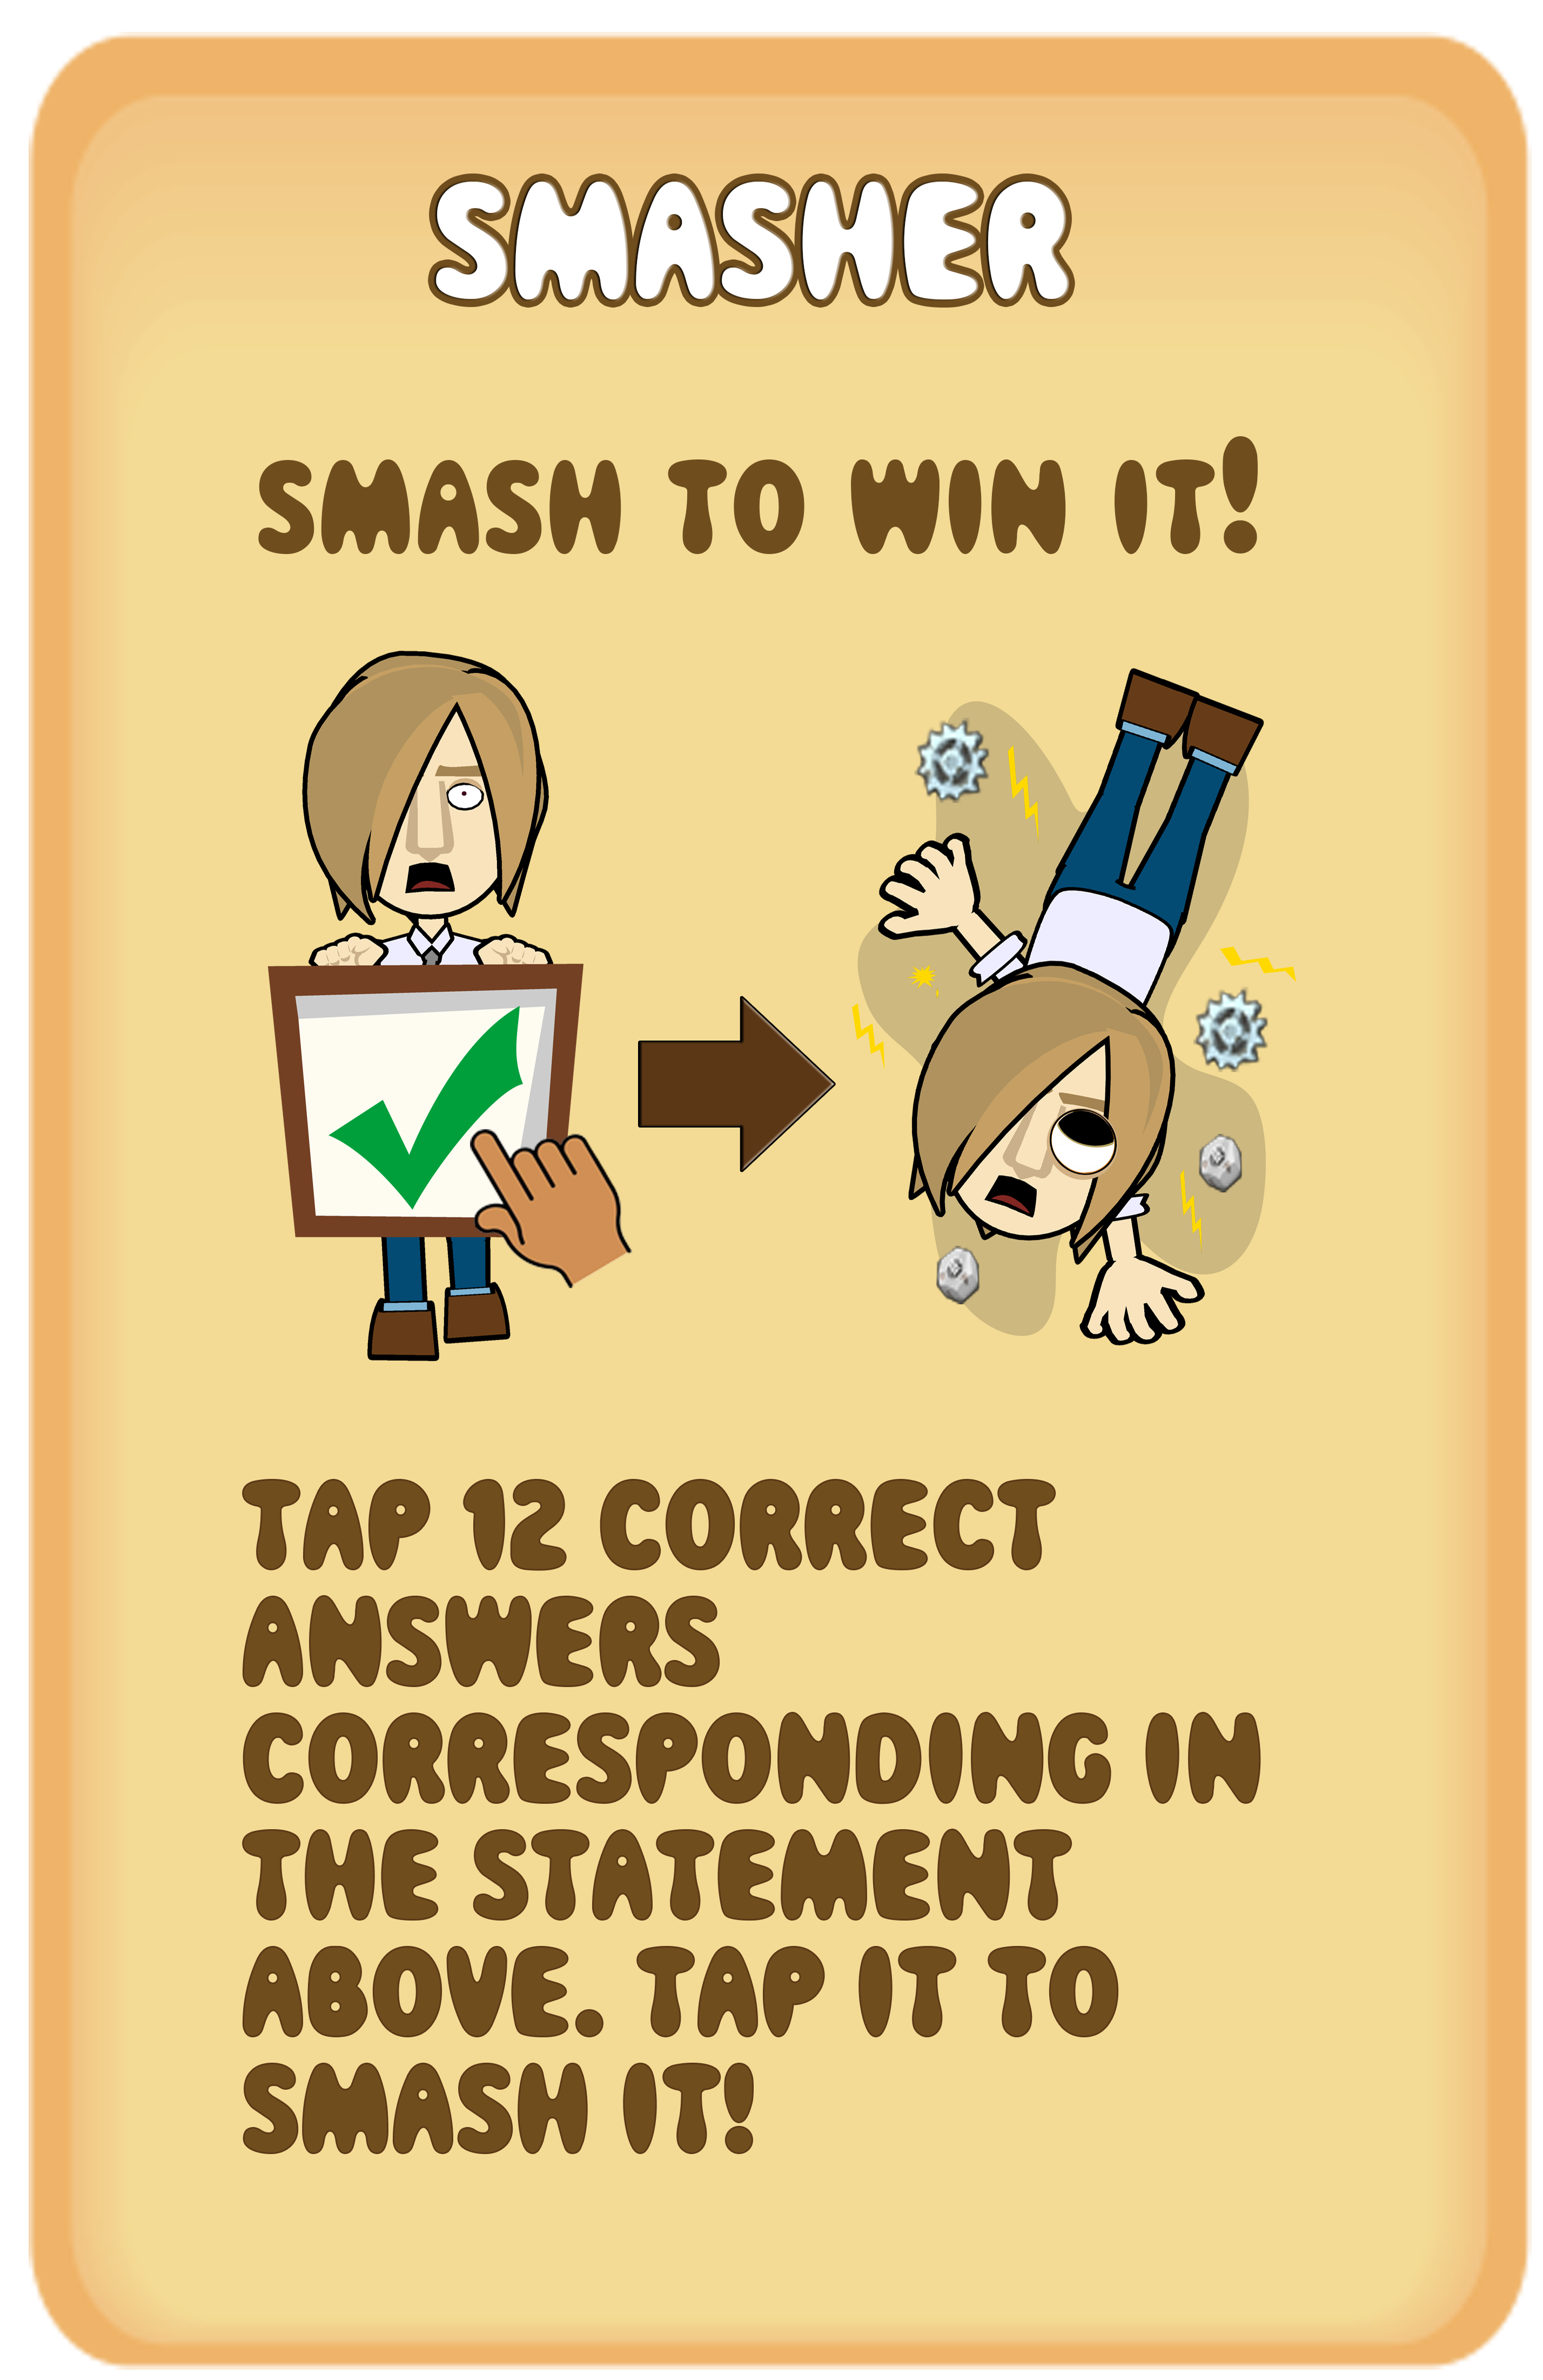 SMASHER
SMASH TO WIN IT!
TAP 12 CORRECT
ANSWERS
CORRESPONDING IN
THE STATEMENT
ABOVE. TAP IT TO
SMASH IT!